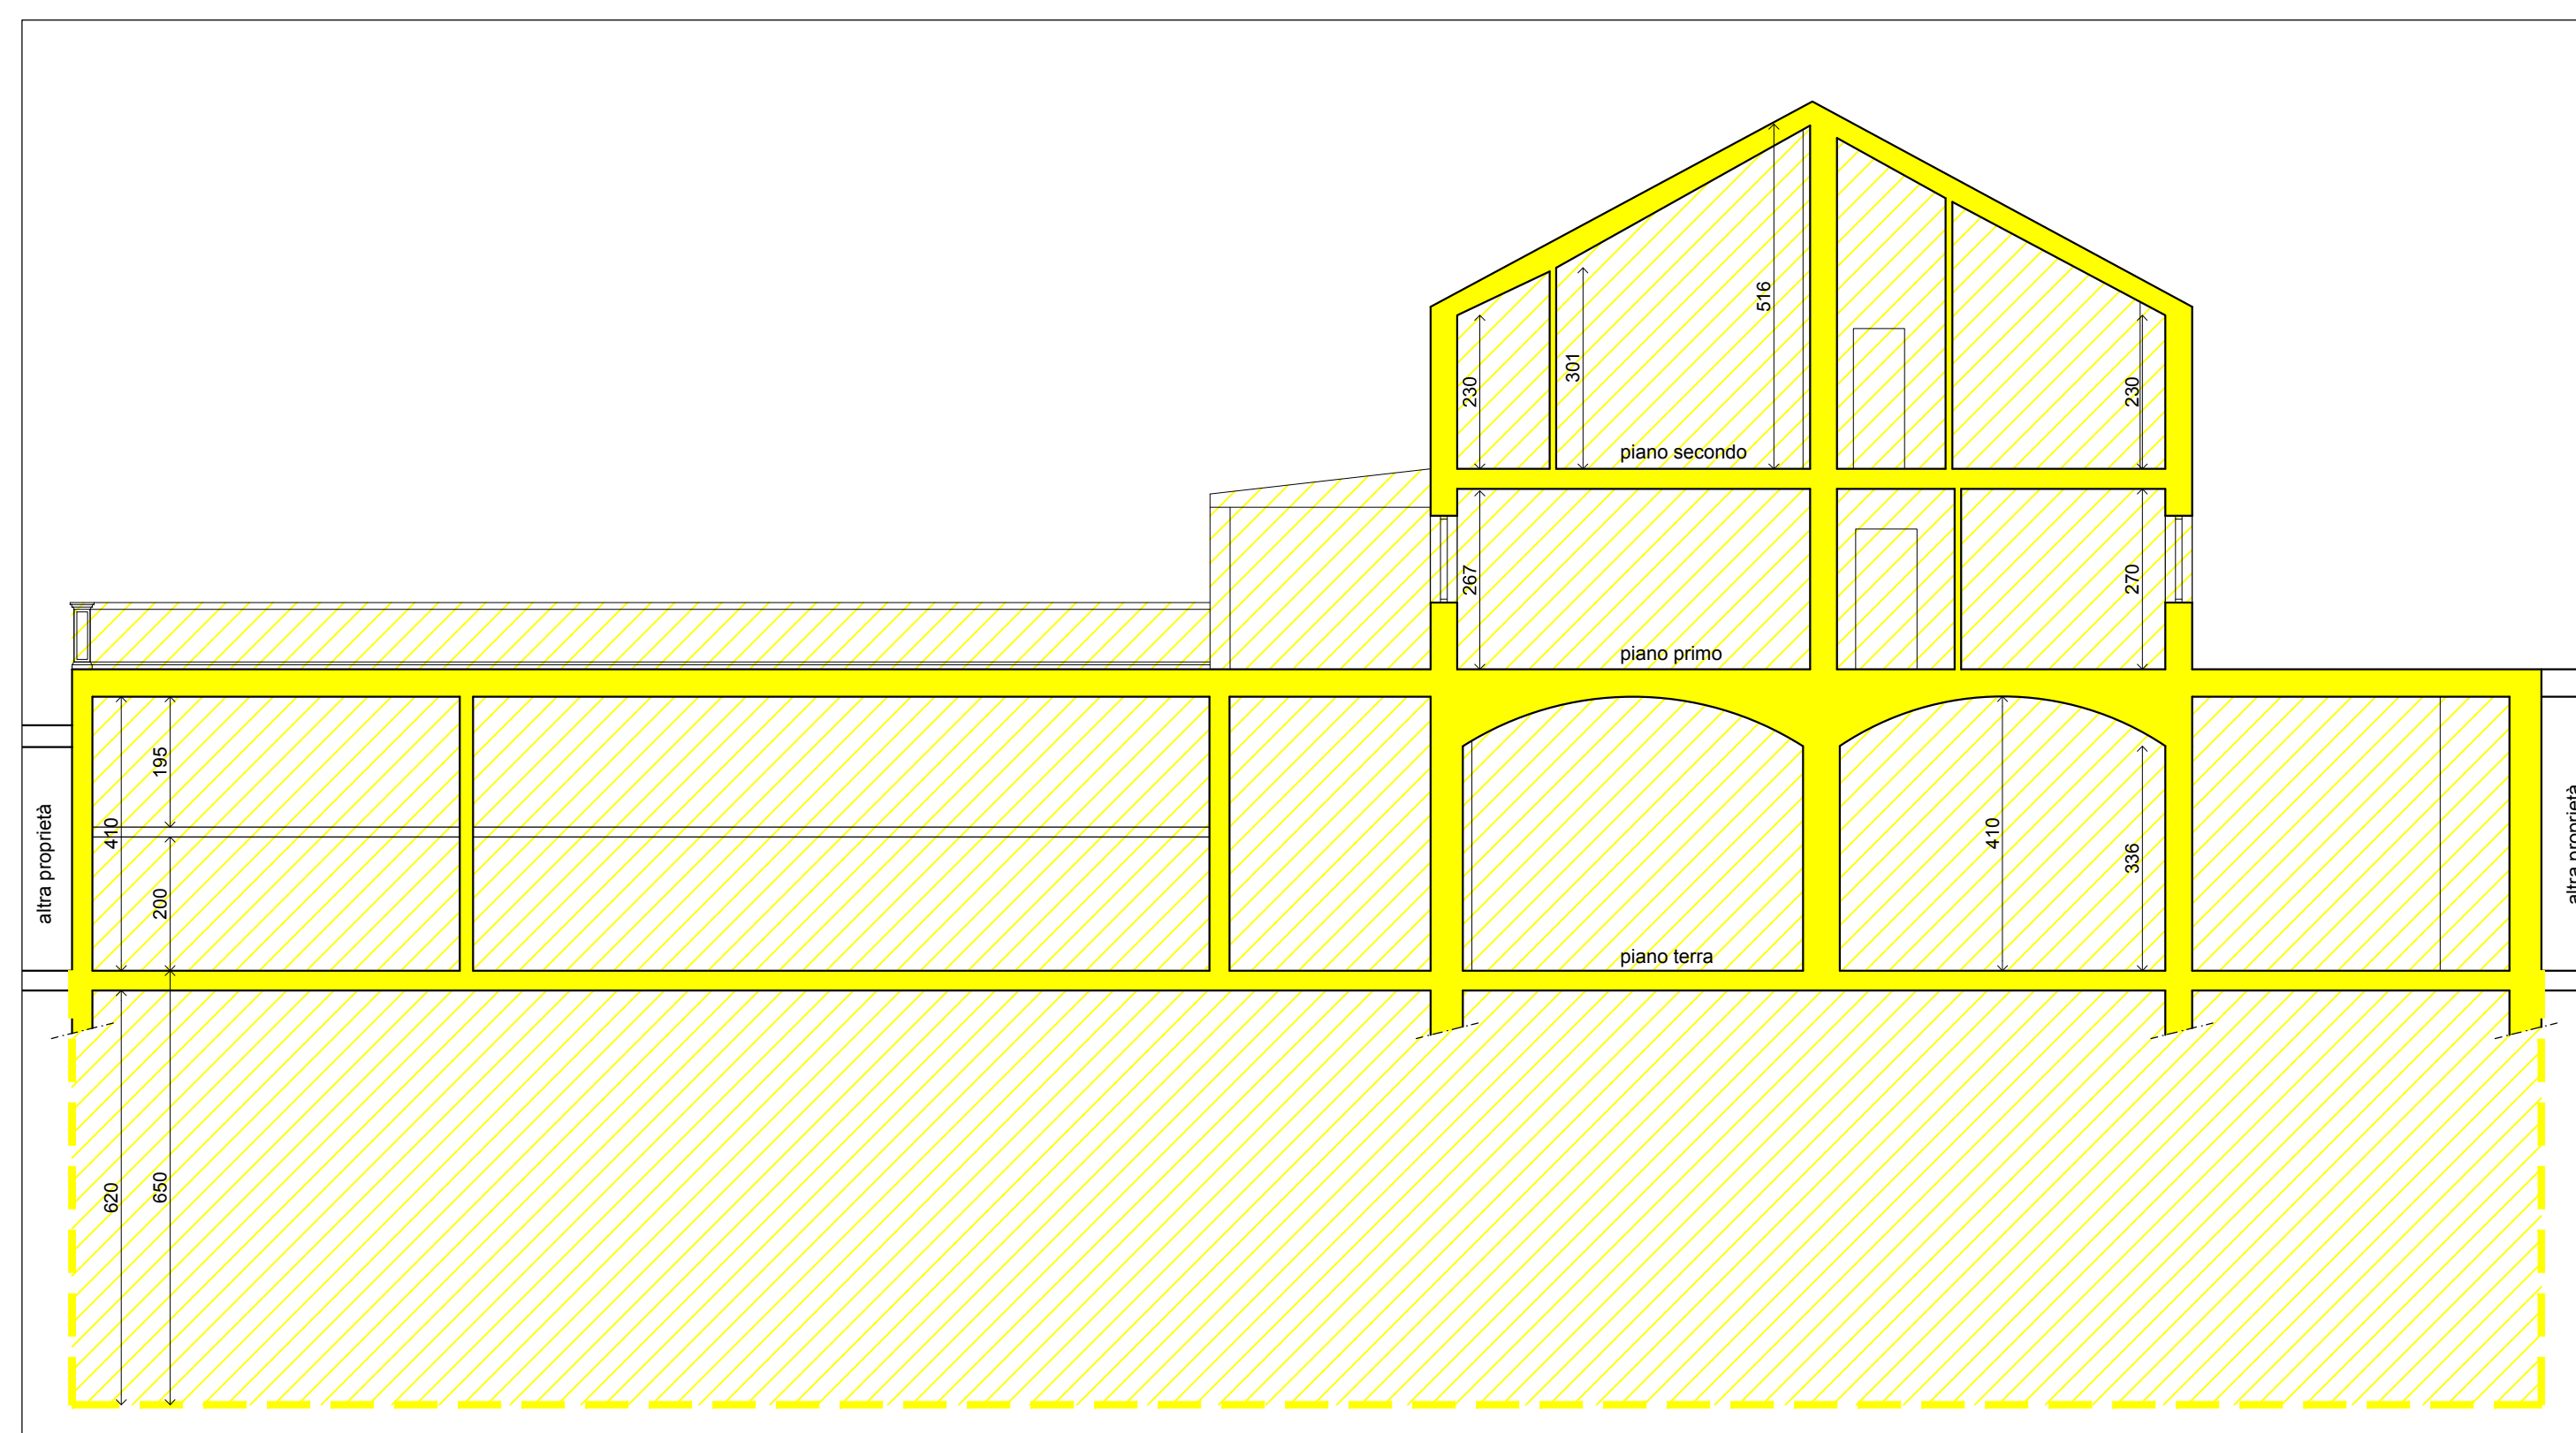 516
301
230
230
piano secondo
267
270
piano primo
195
410
410
336
200
altra proprietà
altra proprietà
piano terra
620
650